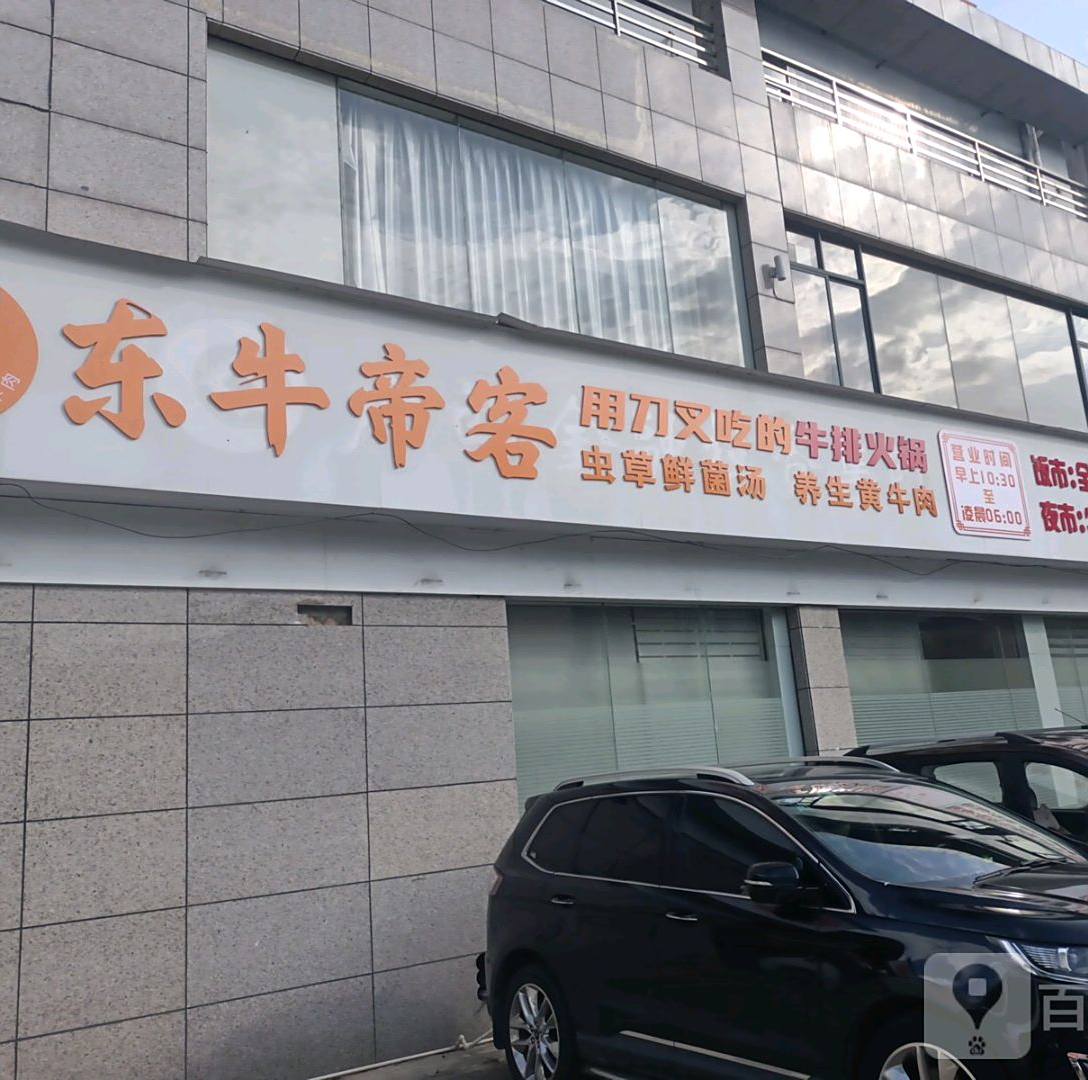 东牛帝客
用刀叉吃的牛排火锅
虫草鲜菌汤 养生黄牛肉
营业时间
早上10:30
至
凌晨06:00
饭市:全
夜市:
百